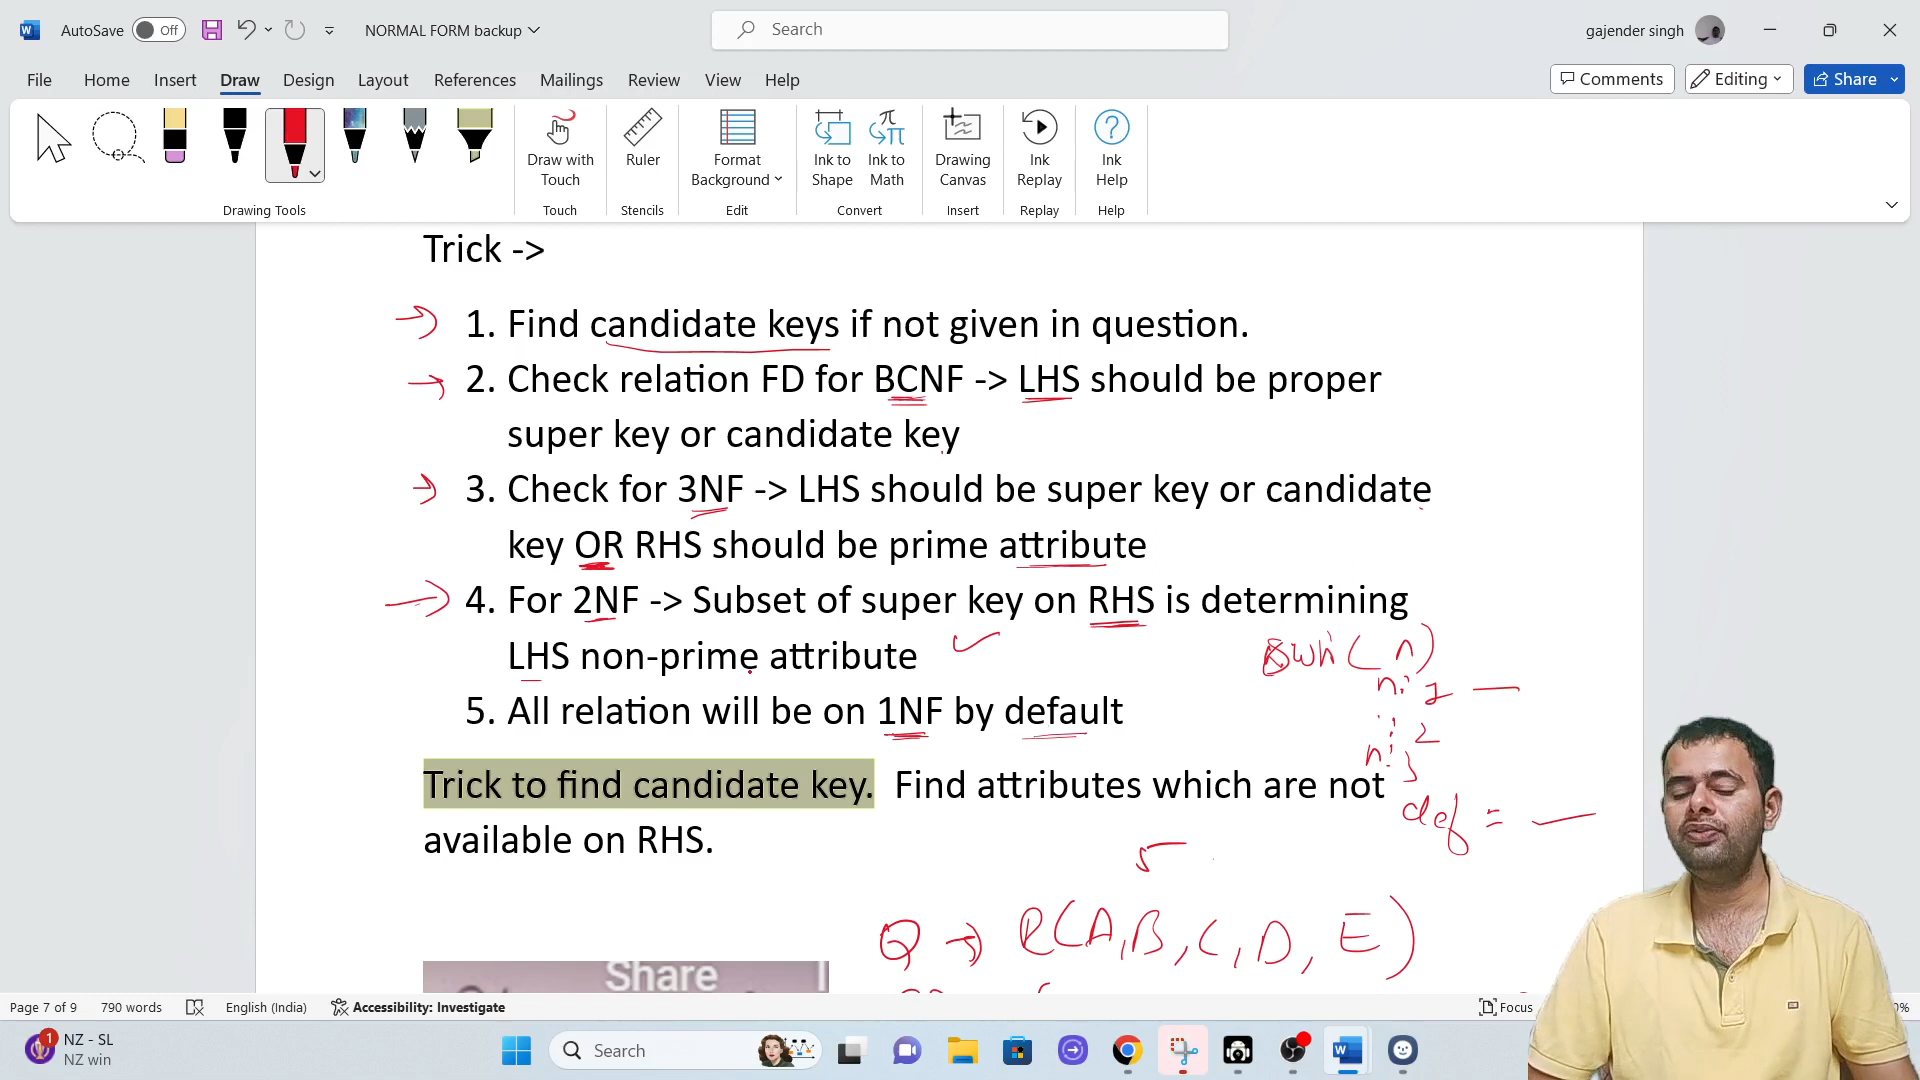 AutoSave Off NORMAL FORM backup Search gajender singh
File Home Insert Draw Design Layout References Mailings Review View Help Comments Editing Share
Draw with Touch Ruler Format Background Ink to Shape Ink to Math Drawing Canvas Ink Replay Ink Help
Drawing Tools Touch Stencils Edit Convert Insert Replay Help
Trick ->
1. Find candidate keys if not given in question.
2. Check relation FD for BCNF -> LHS should be proper
super key or candidate key
3. Check for 3NF -> LHS should be super key or candidate
key OR RHS should be prime attribute
4. For 2NF -> Subset of super key on RHS is determining
LHS non-prime attribute
5. All relation will be on 1NF by default
Trick to find candidate key. Find attributes which are not
available on RHS.
def =
5
Q → R(A, B, C, D, E)
Share
Page 7 of 9 790 words English (India) Accessibility: Investigate Focus
1 NZ - SL
NZ win
Search